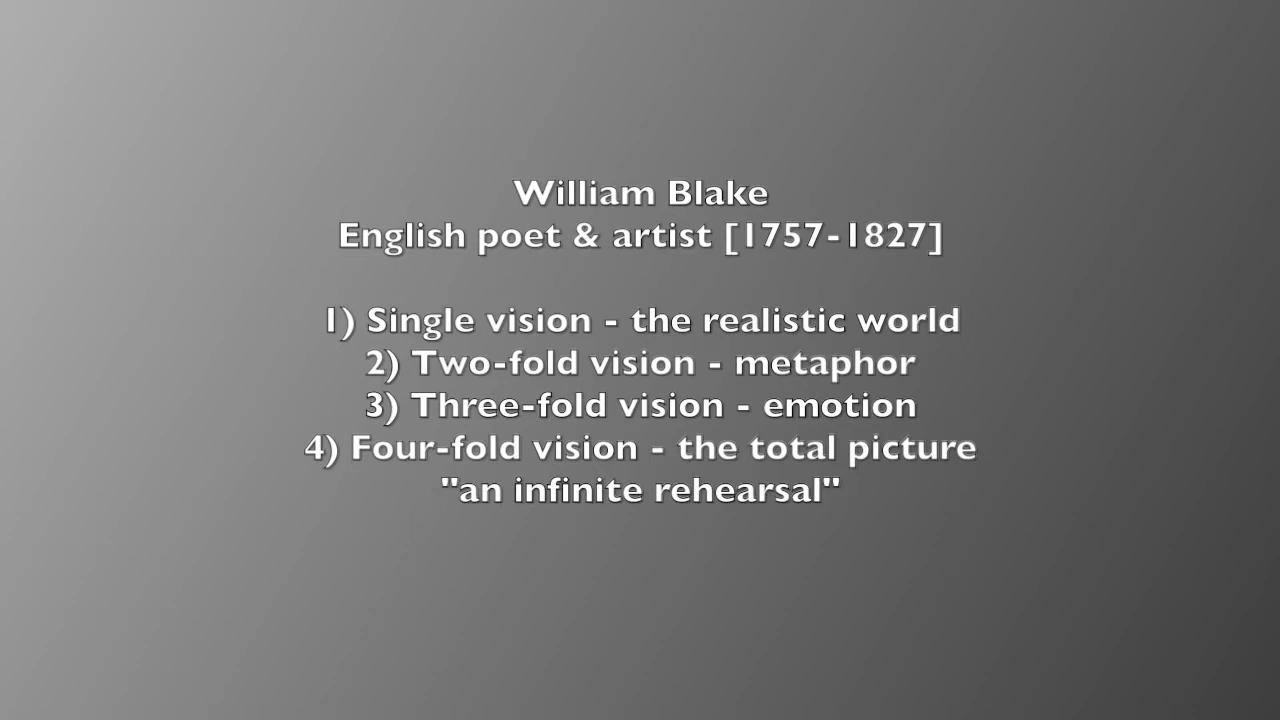 William Blake
English poet & artist [1757-1827]
1) Single vision - the realistic world
2) Two-fold vision - metaphor
3) Three-fold vision - emotion
4) Four-fold vision - the total picture
"an infinite rehearsal"